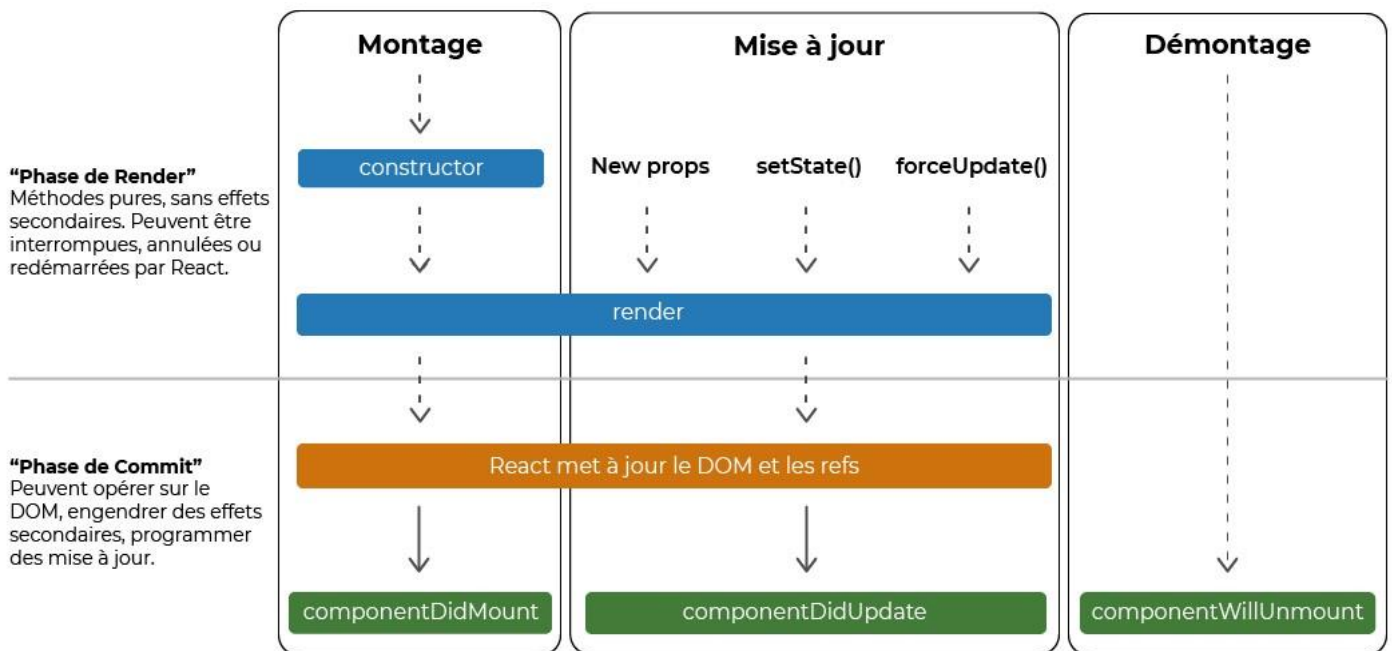 Montage
Mise à jour
Démontage
“Phase de Render”
Méthodes pures, sans effets
secondaires. Peuvent être
interrompues, annulées ou
redémarrées par React.
constructor
New props
setState()
forceUpdate()
render
“Phase de Commit”
Peuvent opérer sur le
DOM, engendrer des effets
secondaires, programmer
des mise à jour.
React met à jour le DOM et les refs
componentDidMount
componentDidUpdate
componentWillUnmount